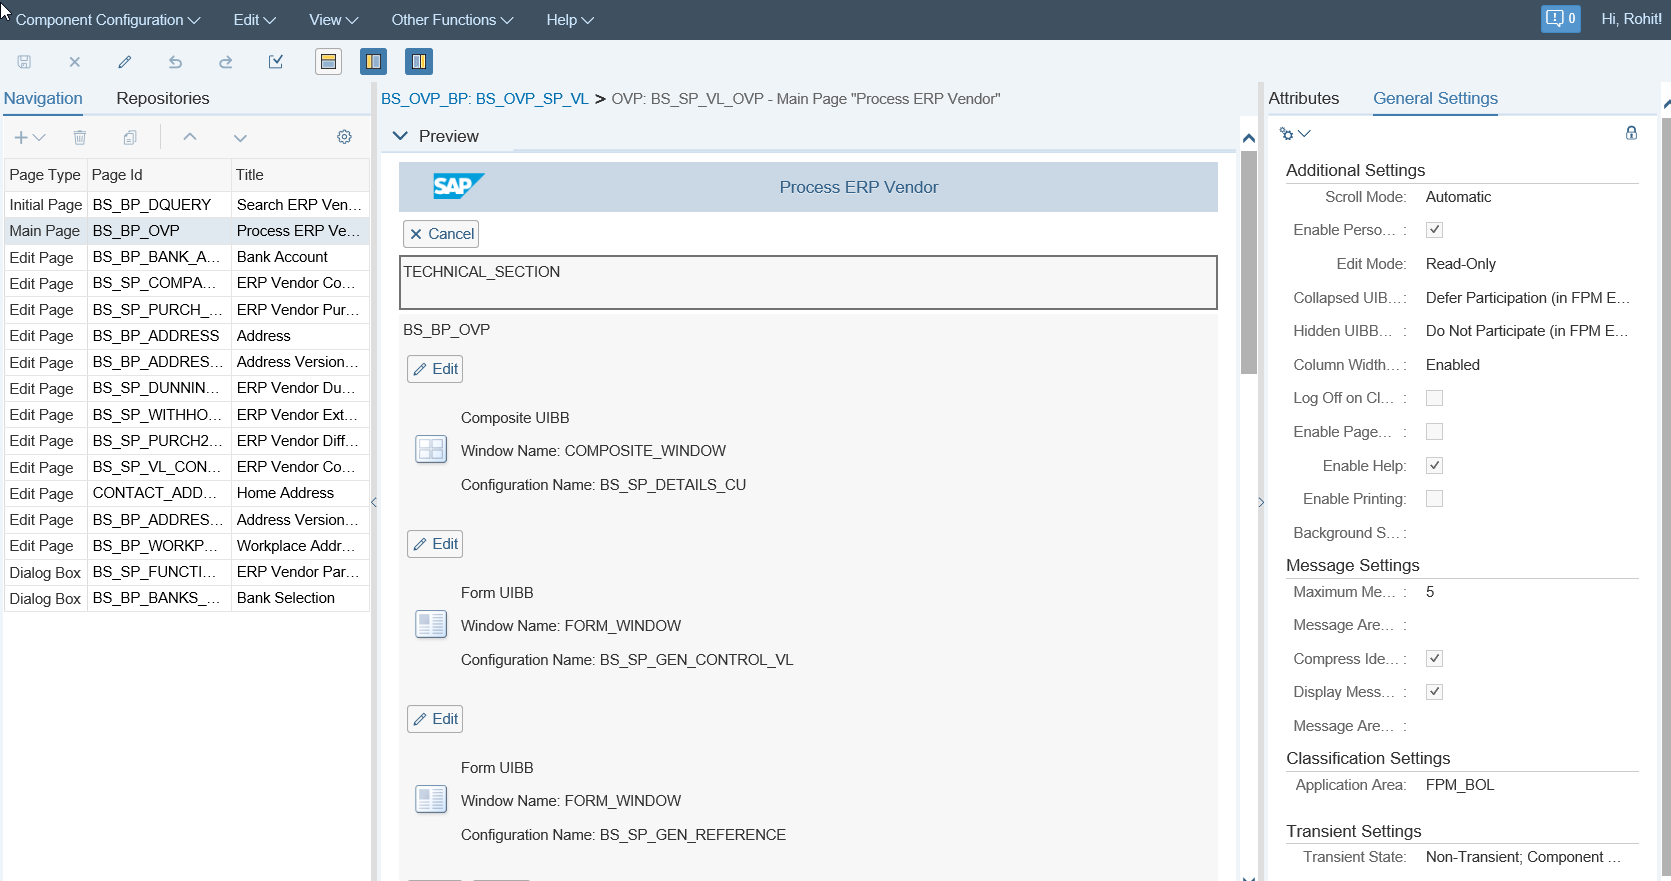 Component Configuration Edit View Other Functions Help 0 Hi, Rohit!
Navigation Repositories
Page Type Page Id Title
Initial Page BS_BP_DQUERY Search ERP Ven...
Main Page BS_BP_OVP Process ERP Ve...
Edit Page BS_BP_BANK_A... Bank Account
Edit Page BS_SP_COMPA... ERP Vendor Co...
Edit Page BS_SP_PURCH_... ERP Vendor Pur...
Edit Page BS_BP_ADDRESS Address
Edit Page BS_BP_ADDRES... Address Version...
Edit Page BS_SP_DUNNIN... ERP Vendor Du...
Edit Page BS_SP_WITHHO... ERP Vendor Ext...
Edit Page BS_SP_PURCH2... ERP Vendor Diff...
Edit Page BS_SP_VL_CON... ERP Vendor Co...
Edit Page CONTACT_ADD... Home Address
Edit Page BS_BP_ADDRES... Address Version...
Edit Page BS_BP_WORKP... Workplace Addr...
Dialog Box BS_SP_FUNCTI... ERP Vendor Par...
Dialog Box BS_BP_BANKS_... Bank Selection
BS_OVP_BP: BS_OVP_SP_VL > OVP: BS_SP_VL_OVP - Main Page "Process ERP Vendor"
Preview
SAP Process ERP Vendor
Cancel
TECHNICAL_SECTION
BS_BP_OVP
Edit
Composite UIBB
Window Name: COMPOSITE_WINDOW
Configuration Name: BS_SP_DETAILS_CU
Edit
Form UIBB
Window Name: FORM_WINDOW
Configuration Name: BS_SP_GEN_CONTROL_VL
Edit
Form UIBB
Window Name: FORM_WINDOW
Configuration Name: BS_SP_GEN_REFERENCE
Attributes General Settings
Additional Settings
Scroll Mode: Automatic
Enable Perso... :
Edit Mode: Read-Only
Collapsed UIB...: Defer Participation (in FPM E...
Hidden UIBB... : Do Not Participate (in FPM E...
Column Width...: Enabled
Log Off on Cl... :
Enable Page... :
Enable Help:
Enable Printing:
Background S...:
Message Settings
Maximum Me... : 5
Message Are... :
Compress Ide...:
Display Mess... :
Message Are... :
Classification Settings
Application Area: FPM_BOL
Transient Settings
Transient State: Non-Transient; Component ...